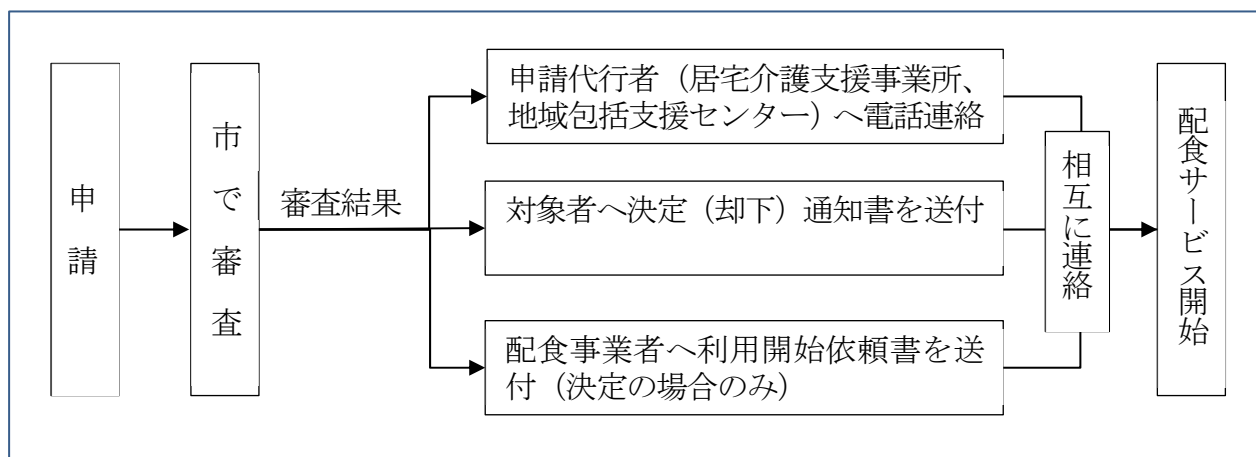 申請
市で審査
審査結果
申請代行者（居宅介護支援事業所、
地域包括支援センター）へ電話連絡
対象者へ決定（却下）通知書を送付
配食事業者へ利用開始依頼書を送
付（決定の場合のみ）
相互に連絡
配食サービス開始